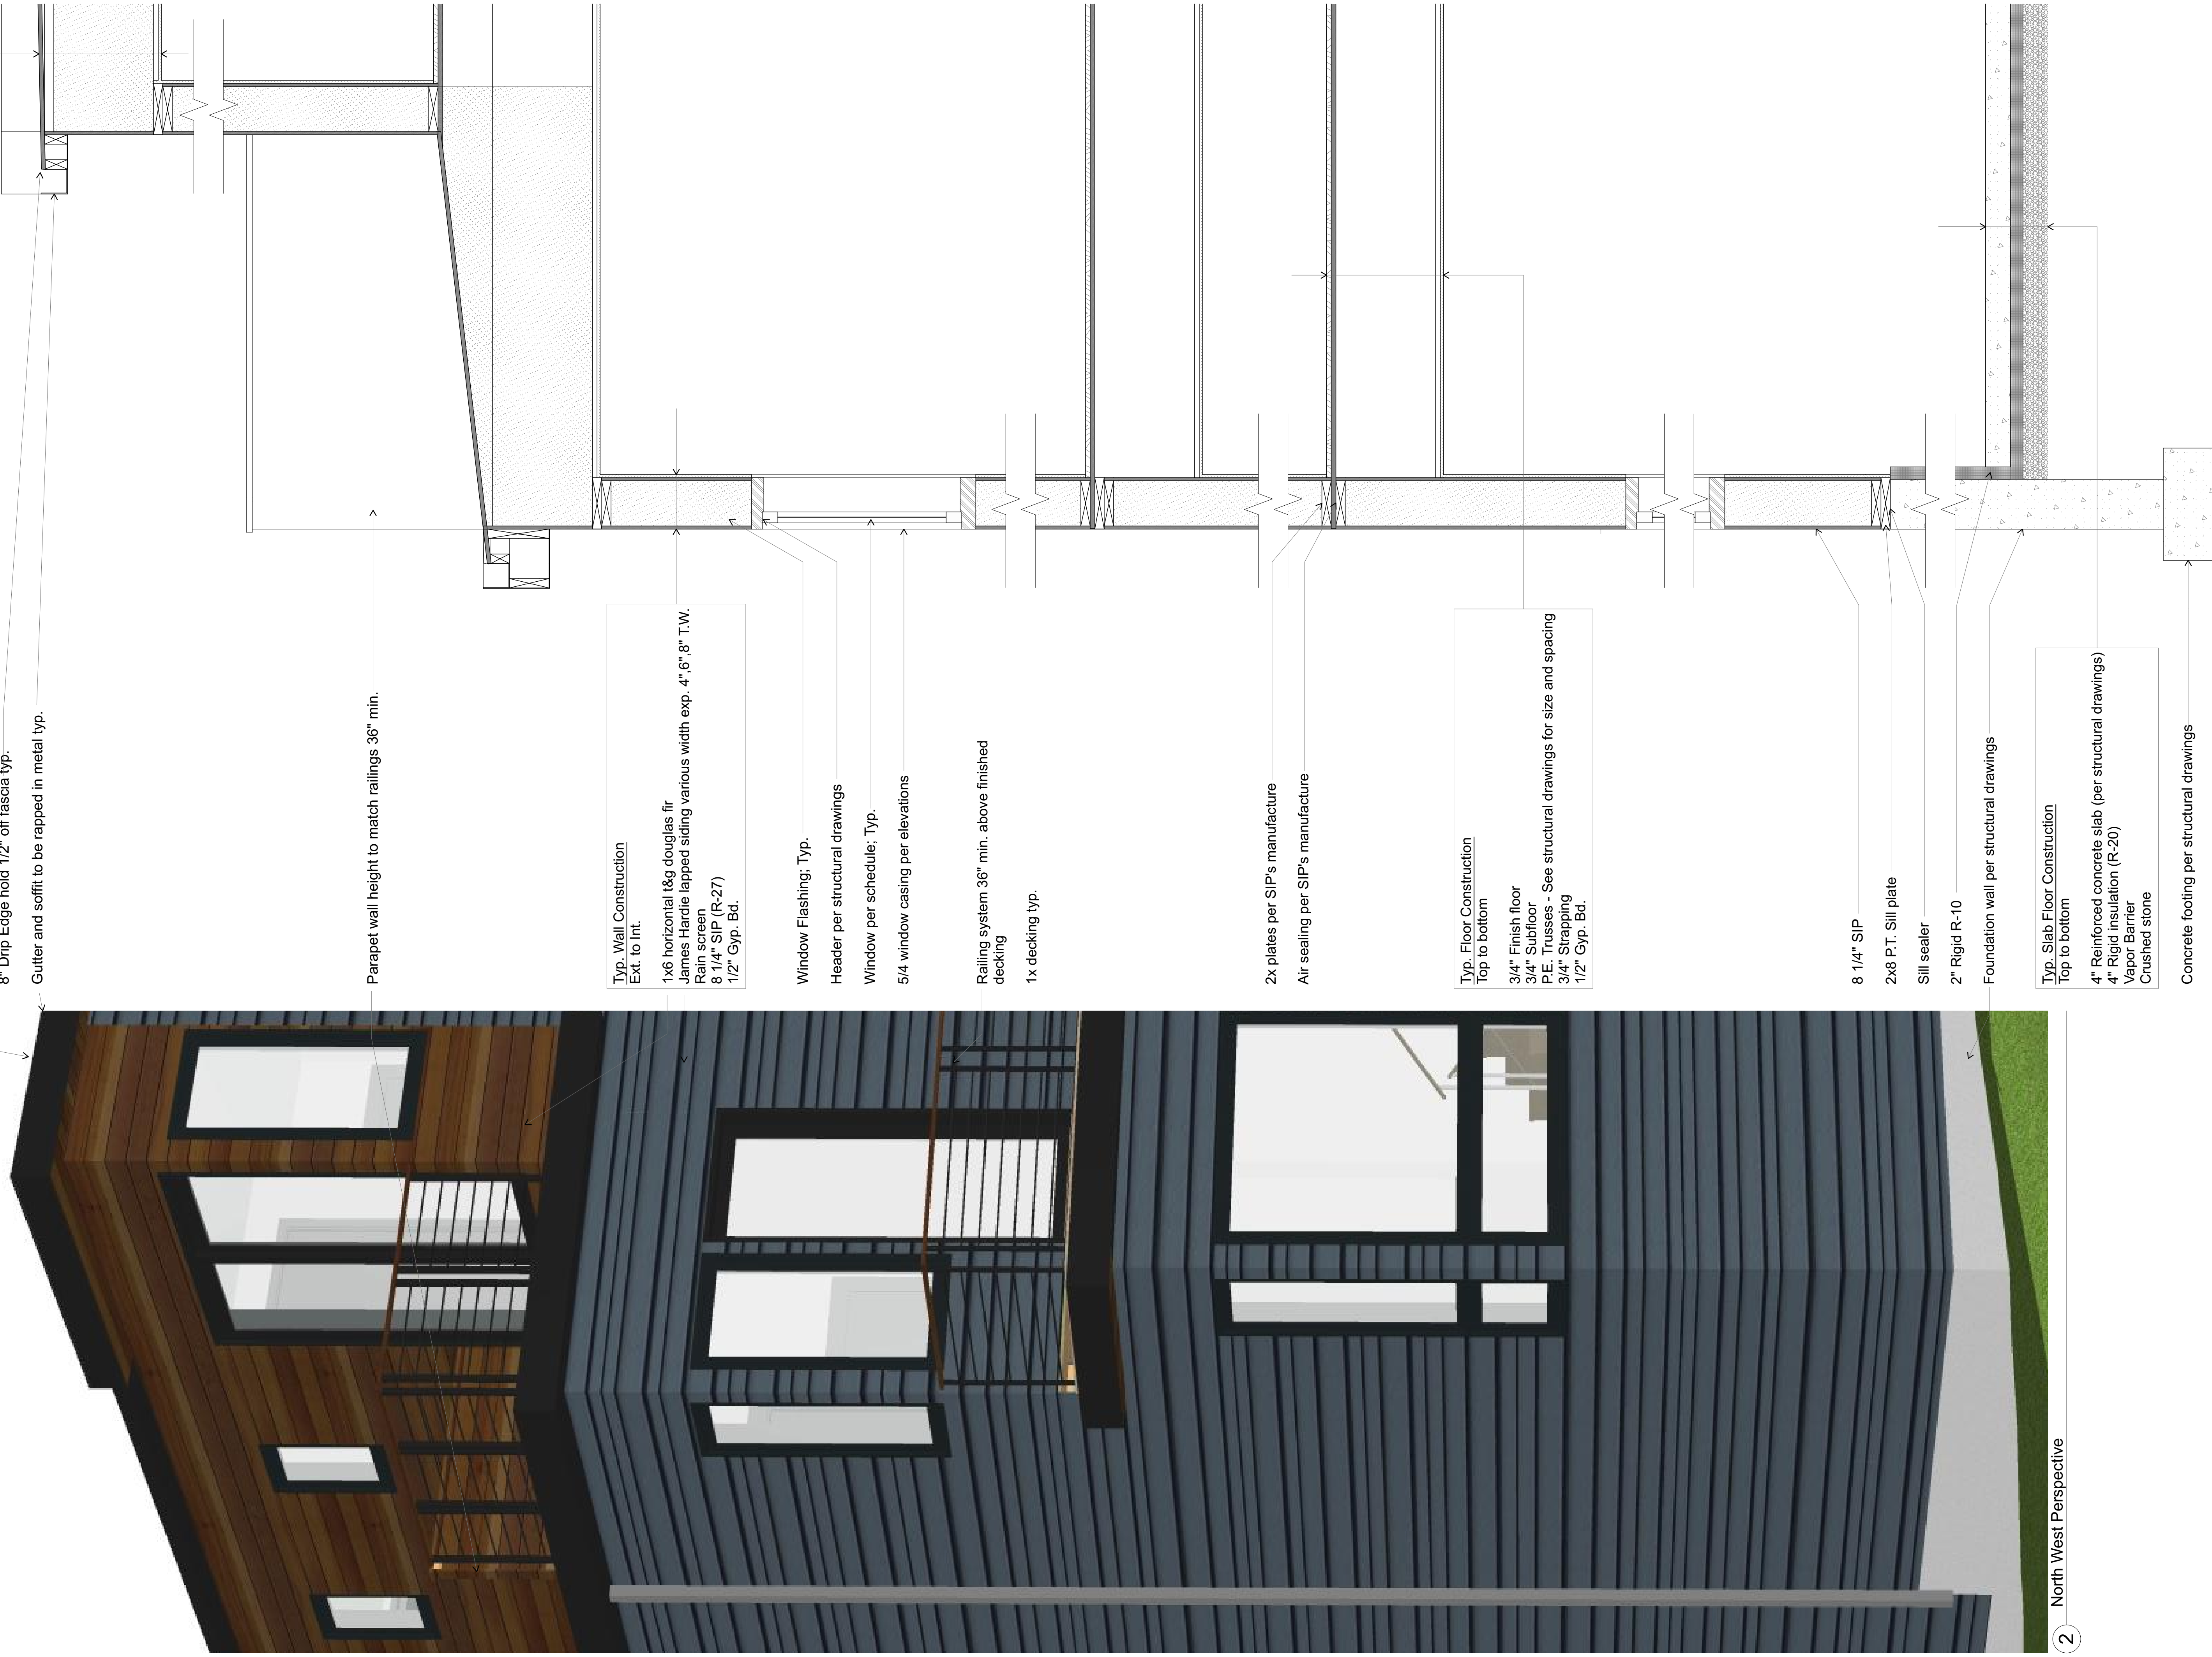 8" Drip Edge hold 1/2" off fascia typ.
Gutter and soffit to be rapped in metal typ.
Parapet wall height to match railings 36" min.
Typ. Wall Construction
Ext. to Int.
1x6 horizontal t&g douglas fir
James Hardie lapped siding various width exp. 4",6",8" T.W.
Rain screen
8 1/4" SIP (R-27)
1/2" Gyp. Bd.
Window Flashing; Typ.
Header per structural drawings
Window per schedule; Typ.
5/4 window casing per elevations
Railing system 36" min. above finished
decking
1x decking typ.
2x plates per SIP's manufacture
Air sealing per SIP's manufacture
Typ. Floor Construction
Top to bottom
3/4" Finish floor
3/4" Subfloor
P.E. Trusses - See structural drawings for size and spacing
3/4" Strapping
1/2" Gyp. Bd.
8 1/4" SIP
2x8 P.T. Sill plate
Sill sealer
2" Rigid R-10
Foundation wall per structural drawings
Typ. Slab Floor Construction
Top to bottom
4" Reinforced concrete slab (per structural drawings)
4" Rigid insulation (R-20)
Vapor Barrier
Crushed stone
Concrete footing per structural drawings
2
North West Perspective